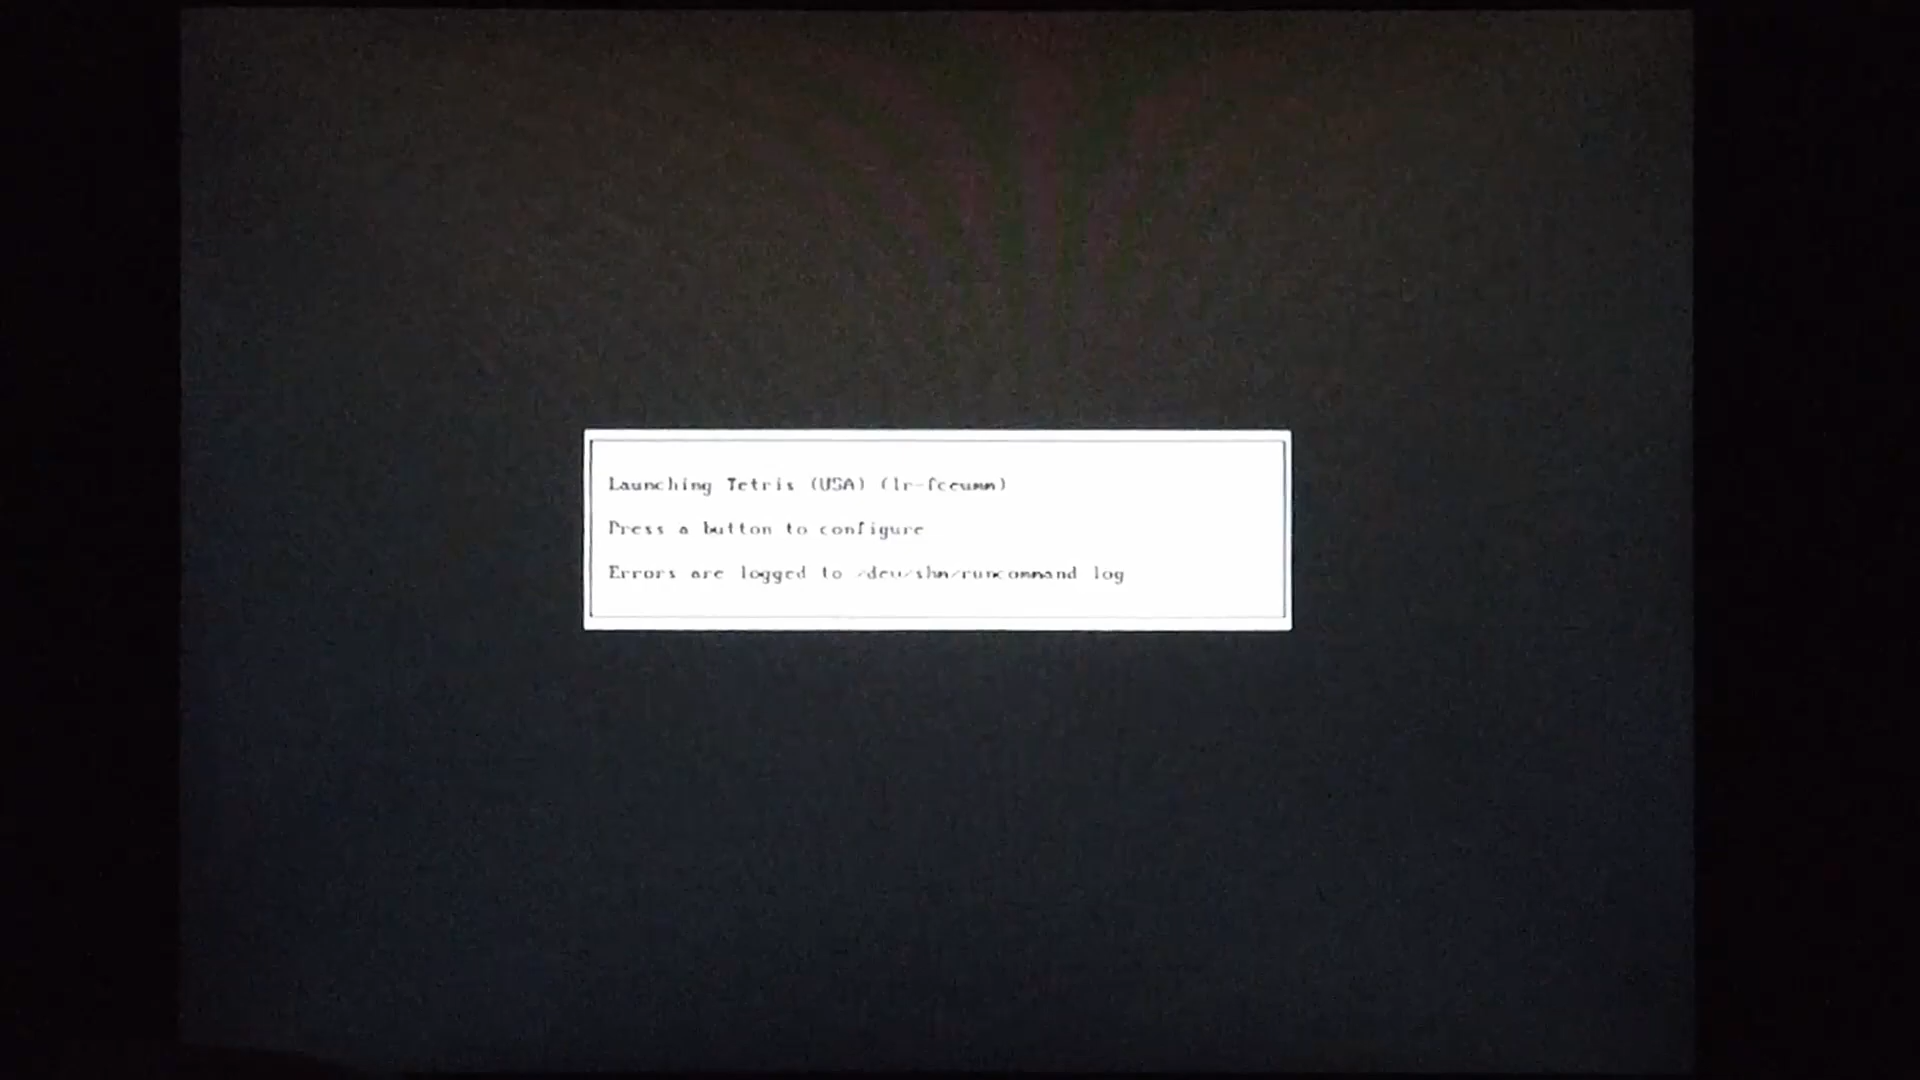 Launching Tetris (USA) (lr-fceumm)
Press a button to configure
Errors are logged to /dev/shm/runcommand log